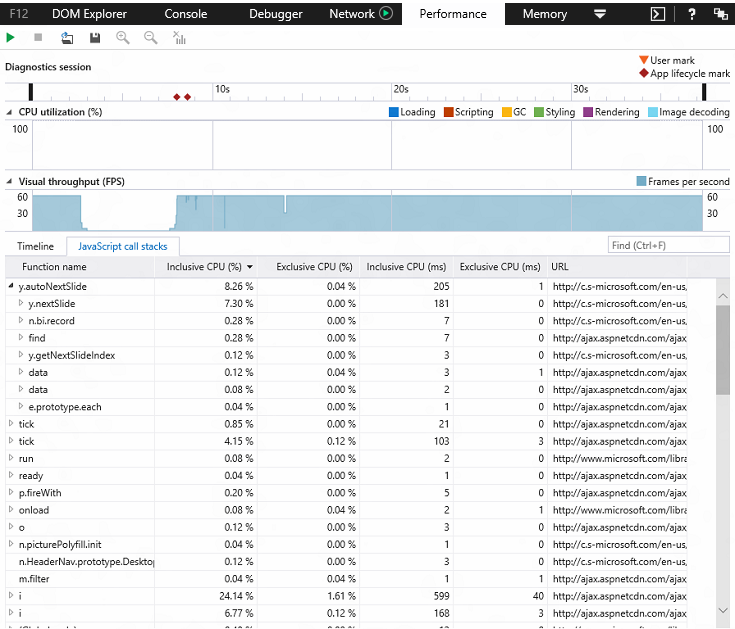 F12 DOM Explorer Console Debugger Network Performance Memory ?
Diagnostics session
User mark
App lifecycle mark
10s 20s 30s
CPU utilization (%) Loading Scripting GC Styling Rendering Image decoding
100 100
Visual throughput (FPS) Frames per second
60 60
30 30
Timeline JavaScript call stacks Find (Ctrl+F)
Function name Inclusive CPU (%) Exclusive CPU (%) Inclusive CPU (ms) Exclusive CPU (ms) URL
y.autoNextSlide 8.26 % 0.04 % 205 1 http://c.s-microsoft.com/en-us,
y.nextSlide 7.30 % 0.00 % 181 0 http://c.s-microsoft.com/en-us,
n.bi.record 0.28 % 0.00 % 7 0 http://c.s-microsoft.com/en-us,
find 0.28 % 0.00 % 7 0 http://ajax.aspnetcdn.com/ajax
y.getNextSlideIndex 0.12 % 0.00 % 3 0 http://c.s-microsoft.com/en-us,
data 0.12 % 0.04 % 3 1 http://ajax.aspnetcdn.com/ajax
data 0.08 % 0.00 % 2 0 http://ajax.aspnetcdn.com/ajax
e.prototype.each 0.04 % 0.00 % 1 0 http://ajax.aspnetcdn.com/ajax
tick 0.85 % 0.00 % 21 0 http://ajax.aspnetcdn.com/ajax
tick 4.15 % 0.12 % 103 3 http://ajax.aspnetcdn.com/ajax
run 0.08 % 0.00 % 2 0 http://www.microsoft.com/libra
ready 0.04 % 0.00 % 1 0 http://ajax.aspnetcdn.com/ajax
p.fireWith 0.20 % 0.00 % 5 0 http://ajax.aspnetcdn.com/ajax
onload 0.08 % 0.04 % 2 1 http://www.microsoft.com/libra
o 0.12 % 0.00 % 3 0 http://ajax.aspnetcdn.com/ajax
n.picturePolyfill.init 0.04 % 0.00 % 1 0 http://c.s-microsoft.com/en-us,
n.HeaderNav.prototype.Deskto 0.12 % 0.00 % 3 0 http://c.s-microsoft.com/en-us,
m.filter 0.04 % 0.04 % 1 1 http://ajax.aspnetcdn.com/ajax
i 24.14 % 1.61 % 599 40 http://ajax.aspnetcdn.com/ajax
i 6.77 % 0.12 % 168 3 http://ajax.aspnetcdn.com/ajax